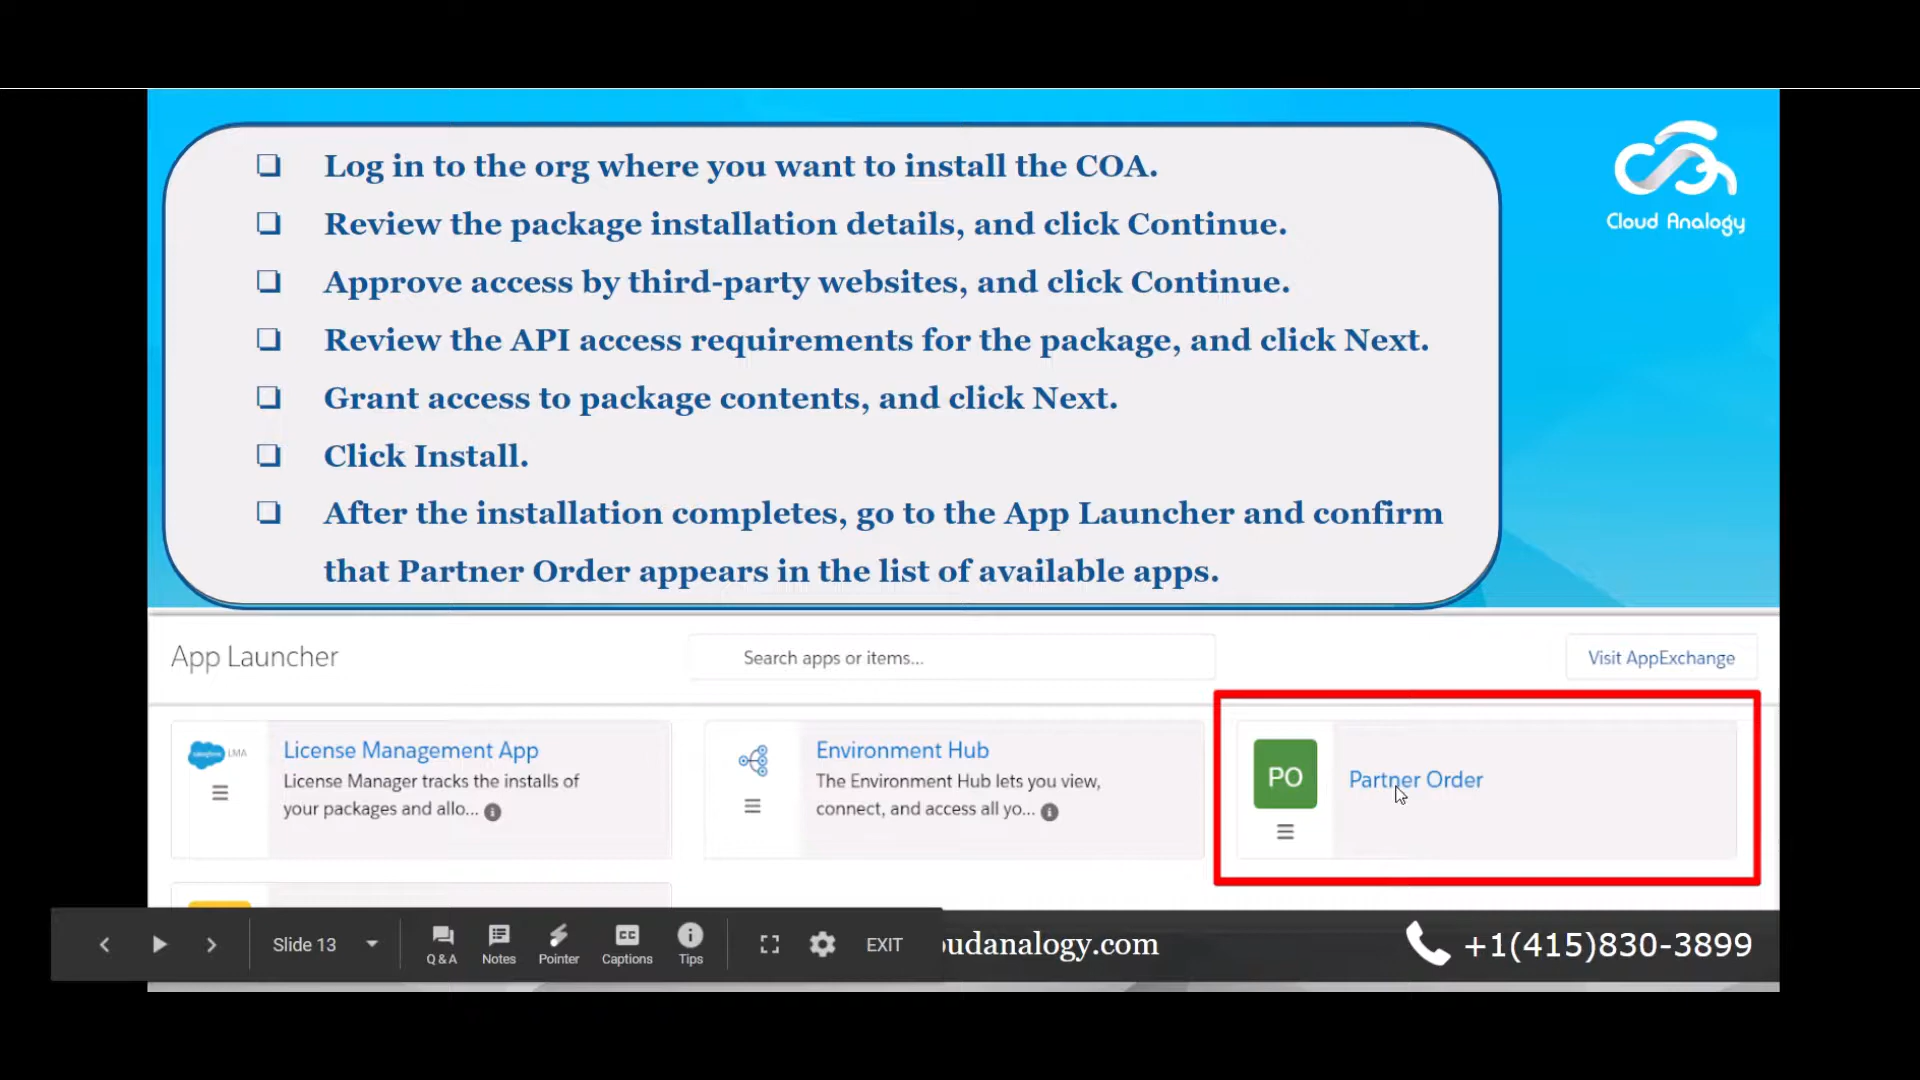 Log in to the org where you want to install the COA.
Review the package installation details, and click Continue.
Approve access by third-party websites, and click Continue.
Review the API access requirements for the package, and click Next.
Grant access to package contents, and click Next.
Click Install.
After the installation completes, go to the App Launcher and confirm
that Partner Order appears in the list of available apps.
Cloud Analogy
App Launcher
Search apps or items...
Visit AppExchange
salesforce LMA
License Management App
License Manager tracks the installs of
your packages and allo...
Environment Hub
The Environment Hub lets you view,
connect, and access all yo...
PO
Partner Order
Slide 13
Q & A
Notes
Pointer
CC
Captions
Tips
EXIT
oudanalogy.com
+1(415)830-3899